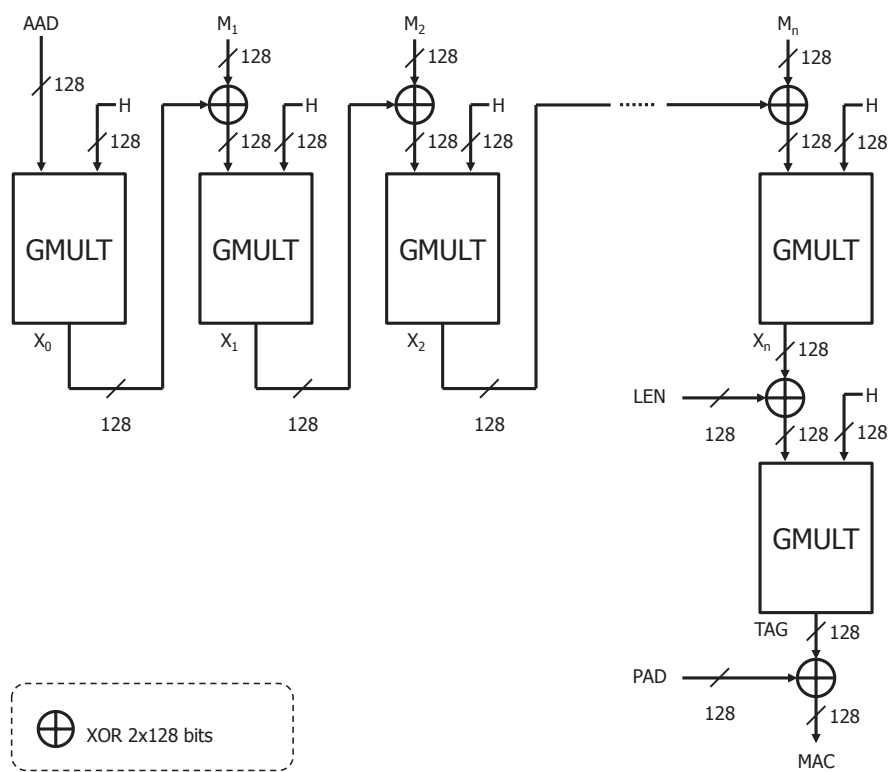 AAD M₁ M₂ Mₙ
128 128 128
128 H H H H
128 128 128 128 128 128 128
GMULT GMULT GMULT GMULT
X₀ X₁ X₂ Xₙ 128
128 128 128
LEN H
128 128 128
GMULT
TAG 128
PAD
128 128
XOR 2x128 bits
MAC